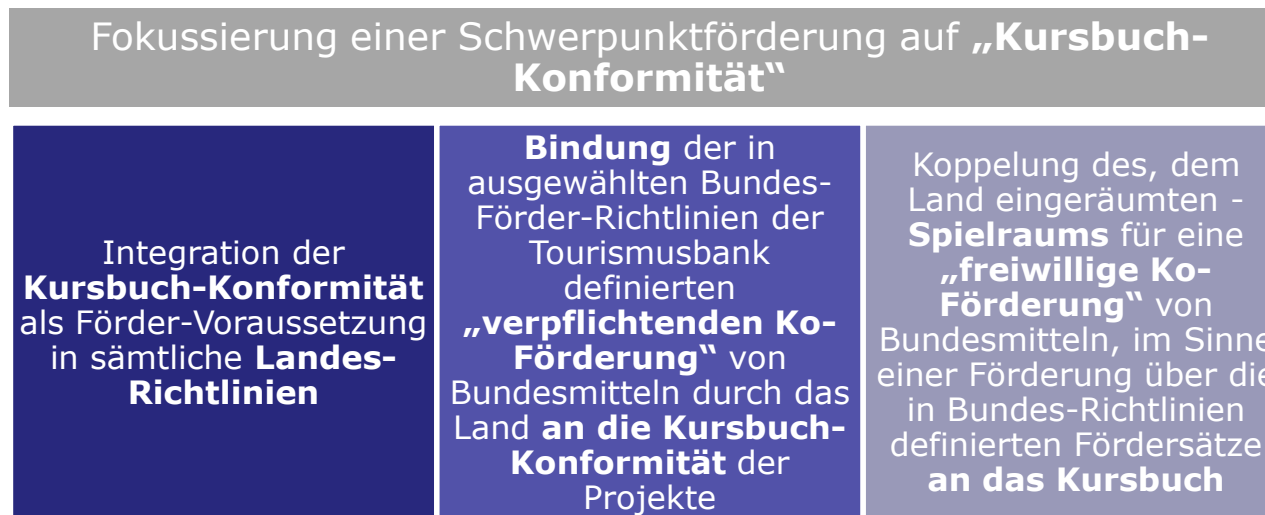 Fokussierung einer Schwerpunktförderung auf „Kursbuch-
Konformität“
Integration der
Kursbuch-Konformität
als Förder-Voraussetzung
in sämtliche Landes-
Richtlinien
Bindung der in
ausgewählten Bundes-
Förder-Richtlinien der
Tourismusbank
definierten
„verpflichtenden Ko-
Förderung“ von
Bundesmitteln durch das
Land an die Kursbuch-
Konformität der
Projekte
Koppelung des, dem
Land eingeräumten -
Spielraums für eine
„freiwillige Ko-
Förderung“ von
Bundesmitteln, im Sinne
einer Förderung über die
in Bundes-Richtlinien
definierten Fördersätze
an das Kursbuch